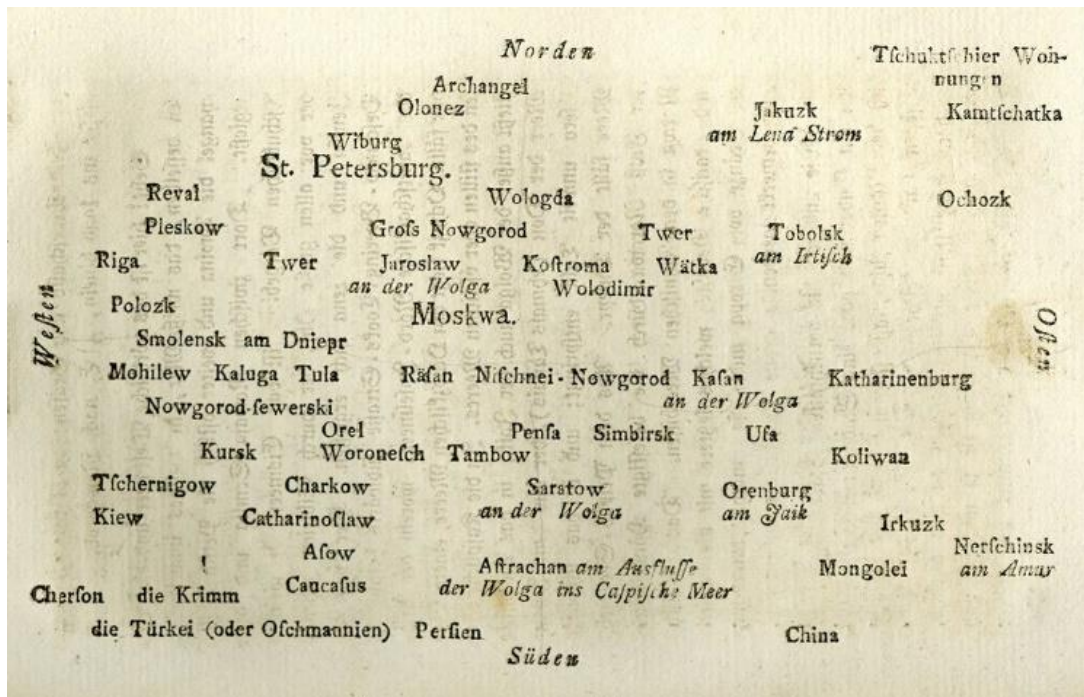 Norden
Tſchuktſchier Woh-
nungen
Archangel
Olonez
Jakuzk
Kamtſchatka
am Lena Strom
Wiburg
St. Petersburg.
Reval
Wologda
Ochozk
Pleskow
Groſs Nowgorod
Twer
Tobolsk
am Irtiſch
Riga
Twer
Jaroslaw
Koſtroma
Wätka
an der Wolga
Wolodimir
Polozk
Moskwa.
Weſten
Oſten
Smolensk am Dniepr
Mohilew Kaluga Tula
Räſan Niſchnei-Nowgorod Kaſan
Katharinenburg
an der Wolga
Nowgorod-ſewerski
Orel
Penſa Simbirsk Ufa
Kursk Woroneſch Tambow
Koliwan
Tſchernigow Charkow
Saratow
Orenburg
an der Wolga
am Jaik
Kiew
Catharinoſlaw
Irkuzk
Aſow
Nerſchinsk
am Amur
Aſtrachan am Ausfluſſe
Mongolei
Caucaſus
der Wolga ins Caſpiſche Meer
Cherſon die Krimm
die Türkei (oder Oſchmannien) Perſien
China
Süden